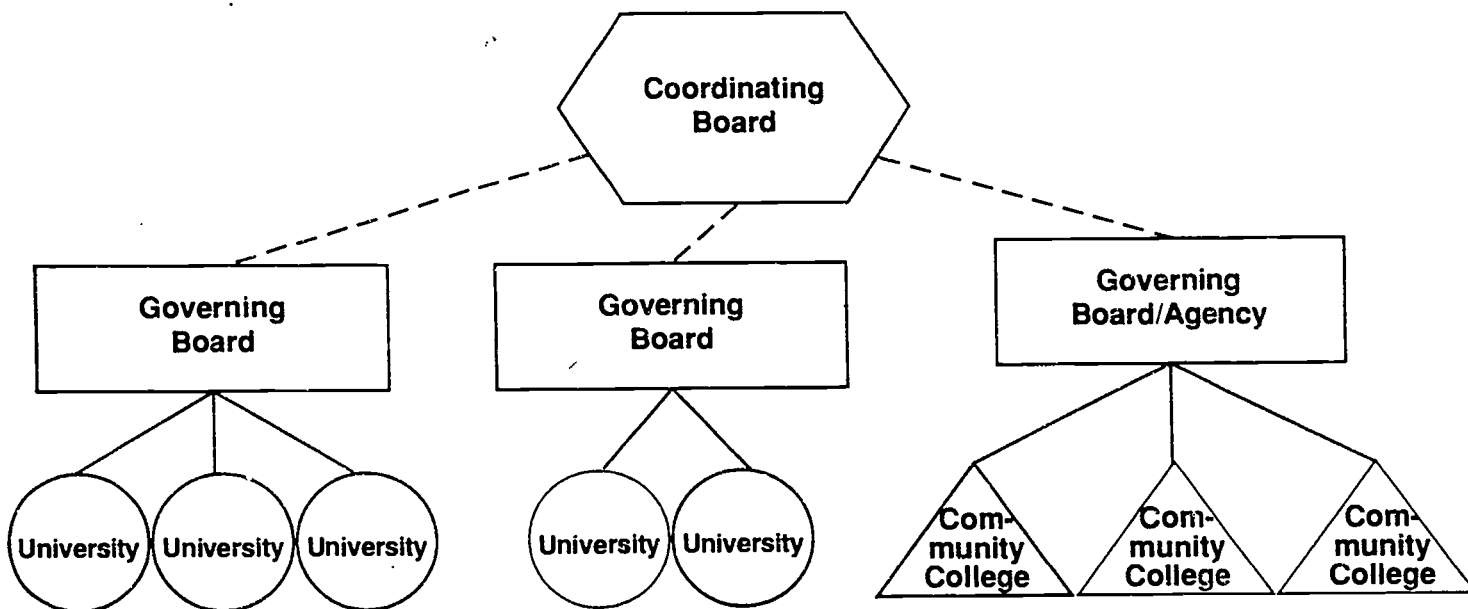 Coordinating
Board
Governing
Board
Governing
Board
Governing
Board/Agency
University
University
University
University
University
Com-
munity
College
Com-
munity
College
Com-
munity
College